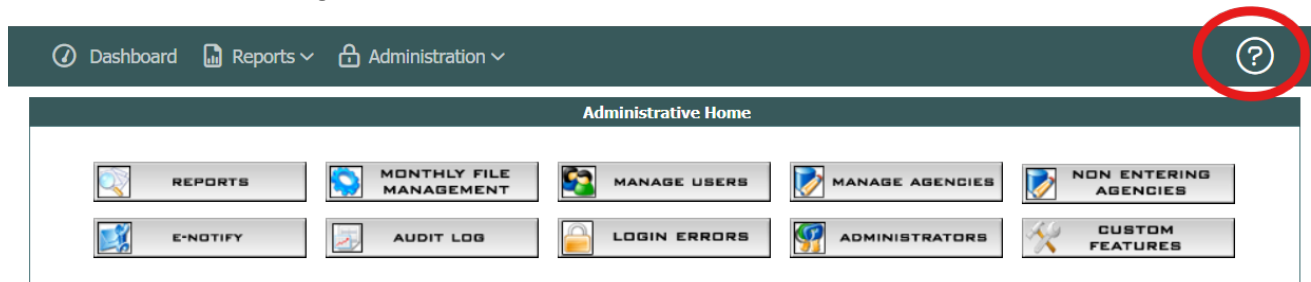 Dashboard Reports Administration ?
Administrative Home
REPORTS MONTHLY FILE MANAGEMENT MANAGE USERS MANAGE AGENCIES NON ENTERING AGENCIES
E-NOTIFY AUDIT LOG LOGIN ERRORS ADMINISTRATORS CUSTOM FEATURES